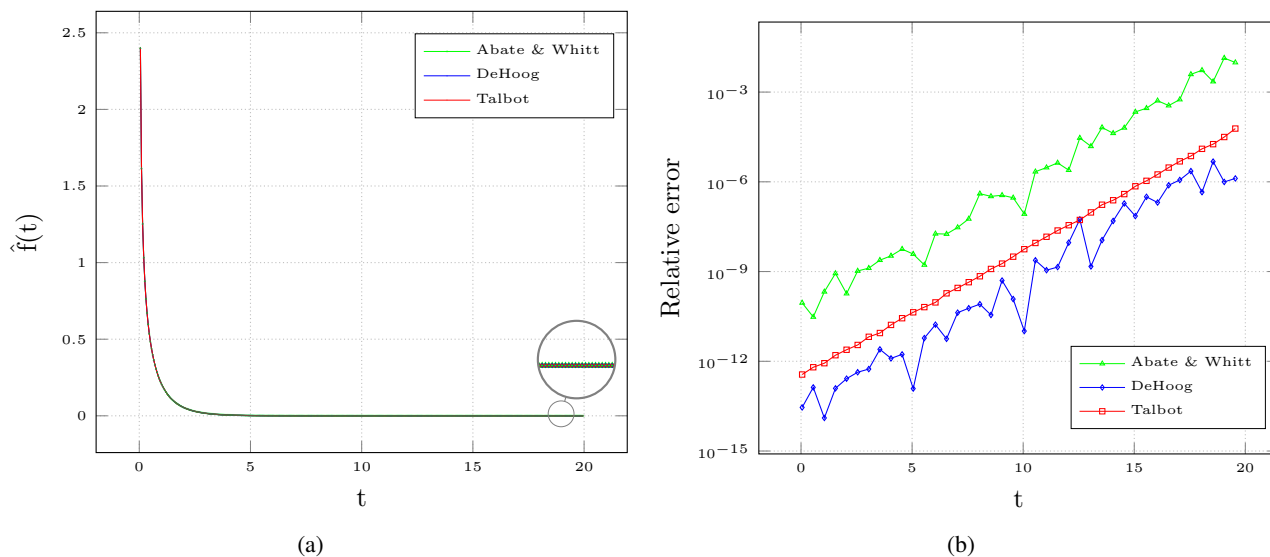 2.5
2
1.5
1
0.5
0
0
5
10
15
20
f̂(t)
t
Abate & Whitt
DeHoog
Talbot
(a)
10^-3
10^-6
10^-9
10^-12
10^-15
0
5
10
15
20
Relative error
t
Abate & Whitt
DeHoog
Talbot
(b)